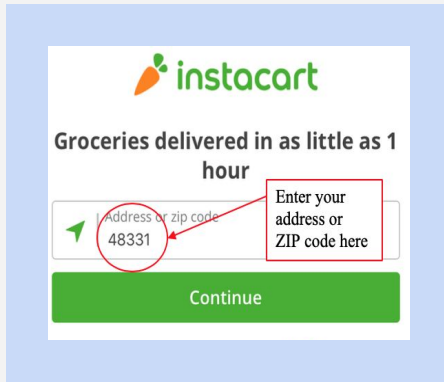 instacart
Groceries delivered in as little as 1
hour
Address or zip code
48331
Enter your
address or
ZIP code here
Continue